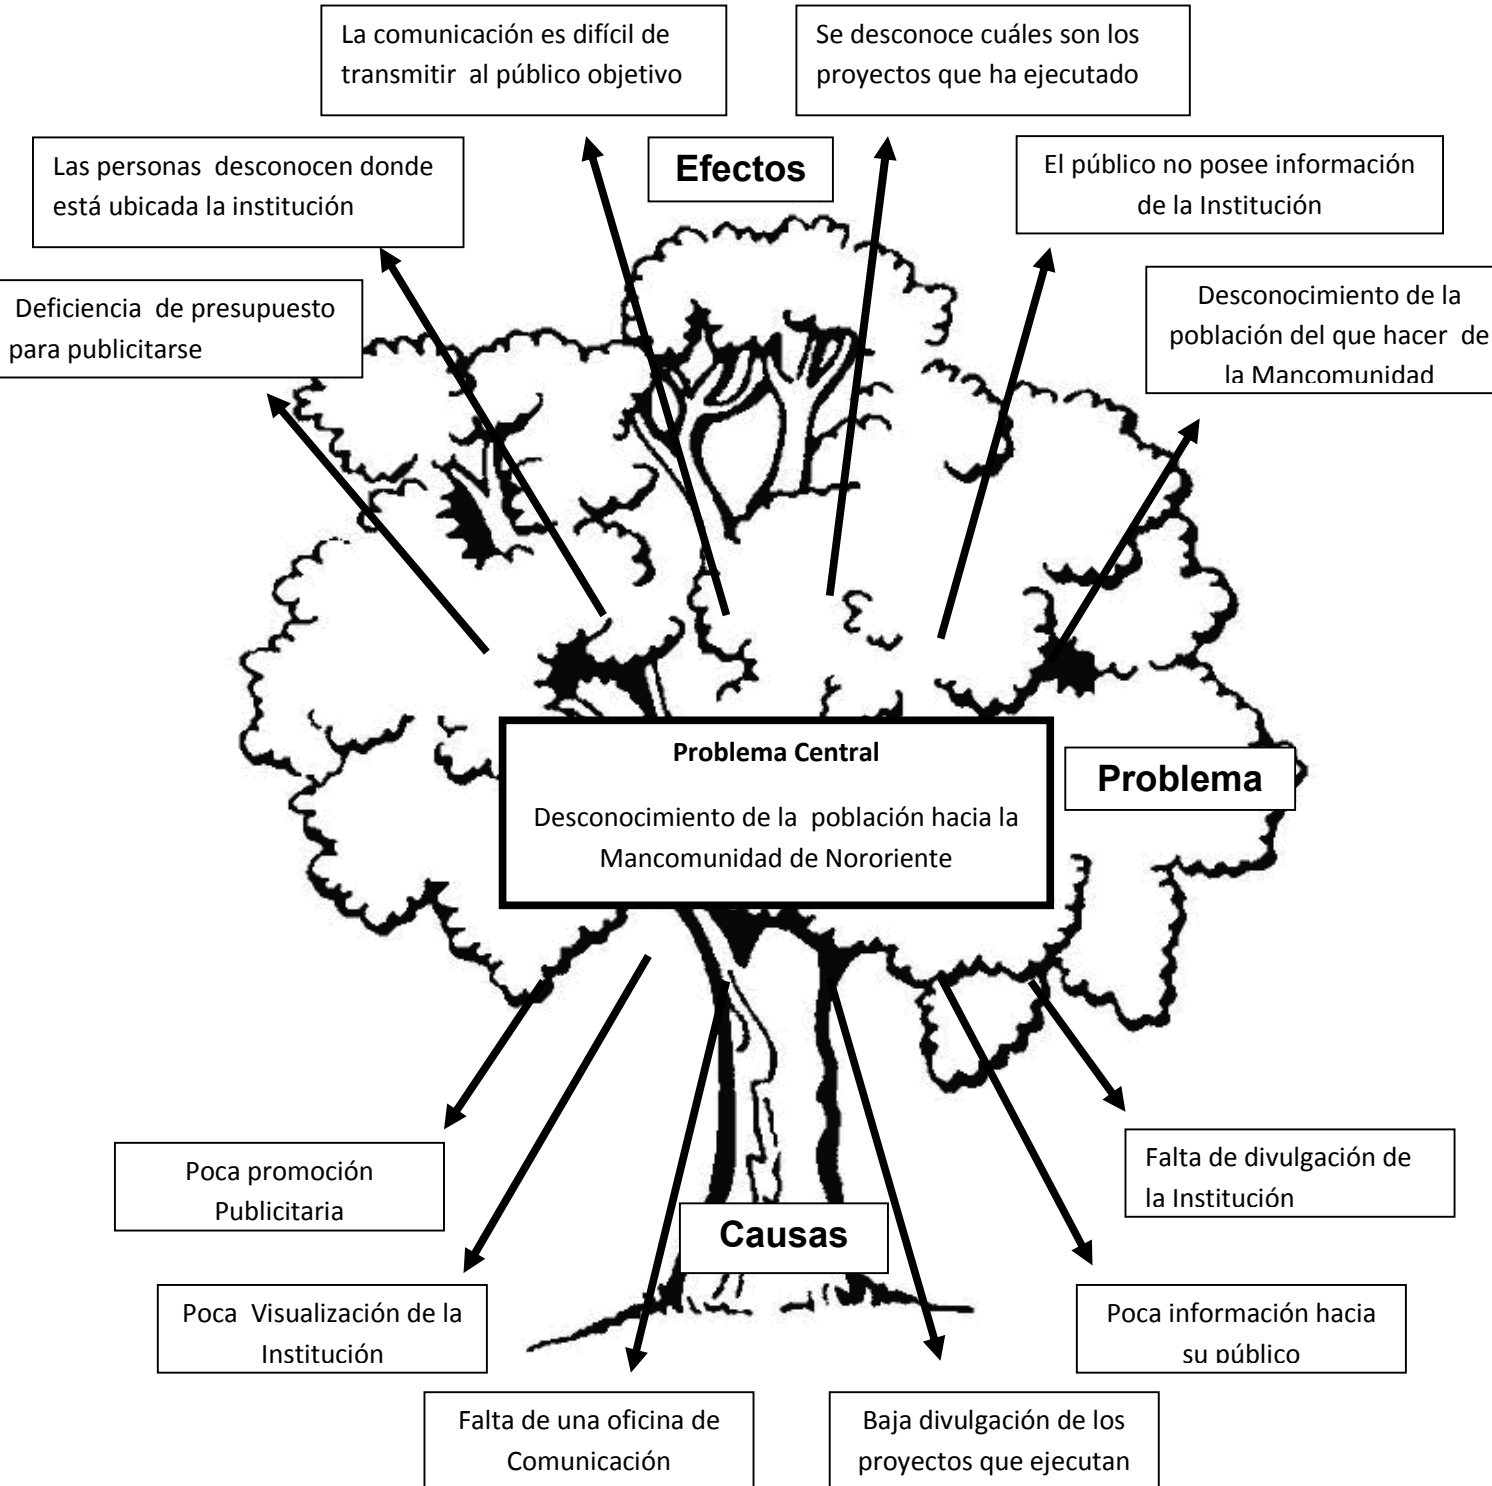 La comunicación es difícil de
transmitir al público objetivo
Se desconoce cuáles son los
proyectos que ha ejecutado
Efectos
Las personas desconocen donde
está ubicada la institución
El público no posee información
de la Institución
Deficiencia de presupuesto
para publicitarse
Desconocimiento de la
población del que hacer de
la Mancomunidad
Problema Central
Desconocimiento de la población hacia la
Mancomunidad de Nororiente
Problema
Poca promoción
Publicitaria
Falta de divulgación de
la Institución
Causas
Poca Visualización de la
Institución
Poca información hacia
su público
Falta de una oficina de
Comunicación
Baja divulgación de los
proyectos que ejecutan